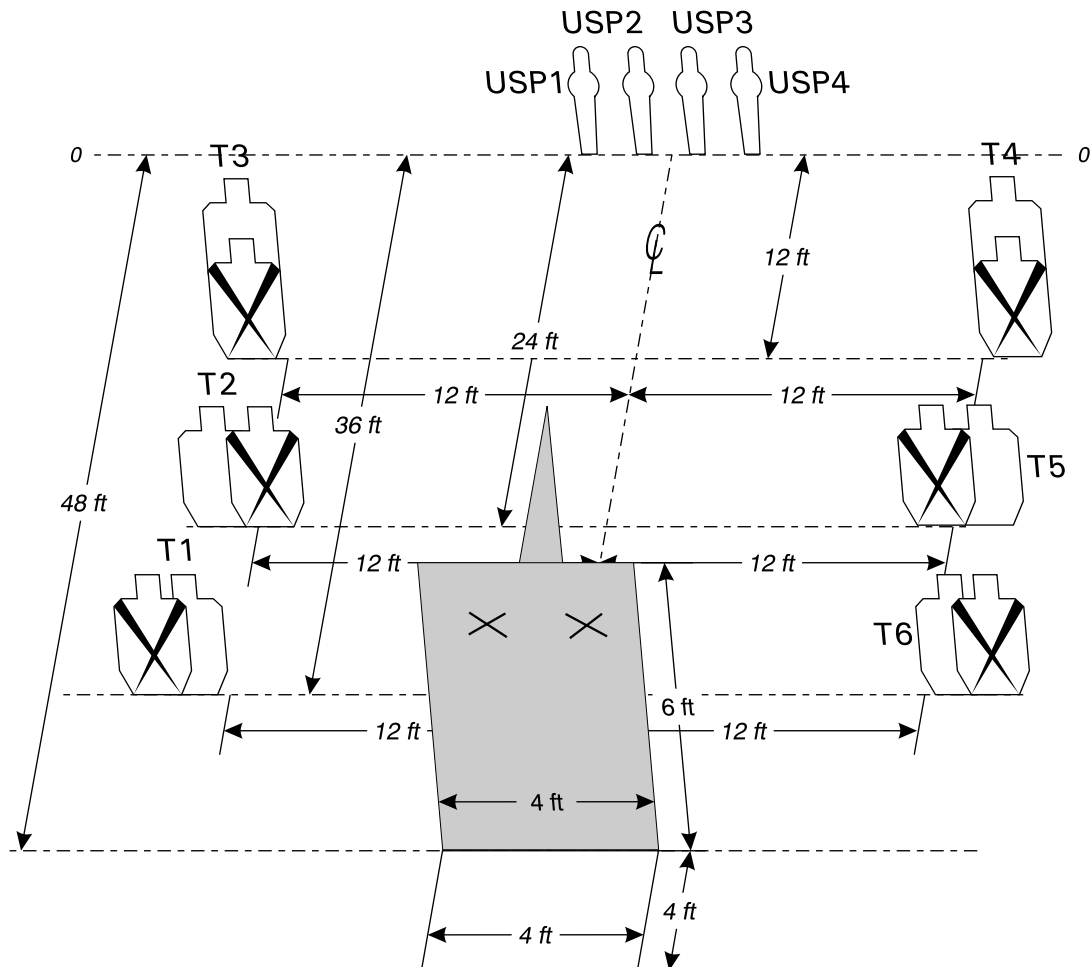 USP2 USP3
USP1 USP4
0 T3 T4 0
℄
12 ft
24 ft
T2 12 ft 12 ft
36 ft
T5
48 ft
T1 12 ft 12 ft
T6
6 ft
12 ft 12 ft
4 ft
4 ft
4 ft